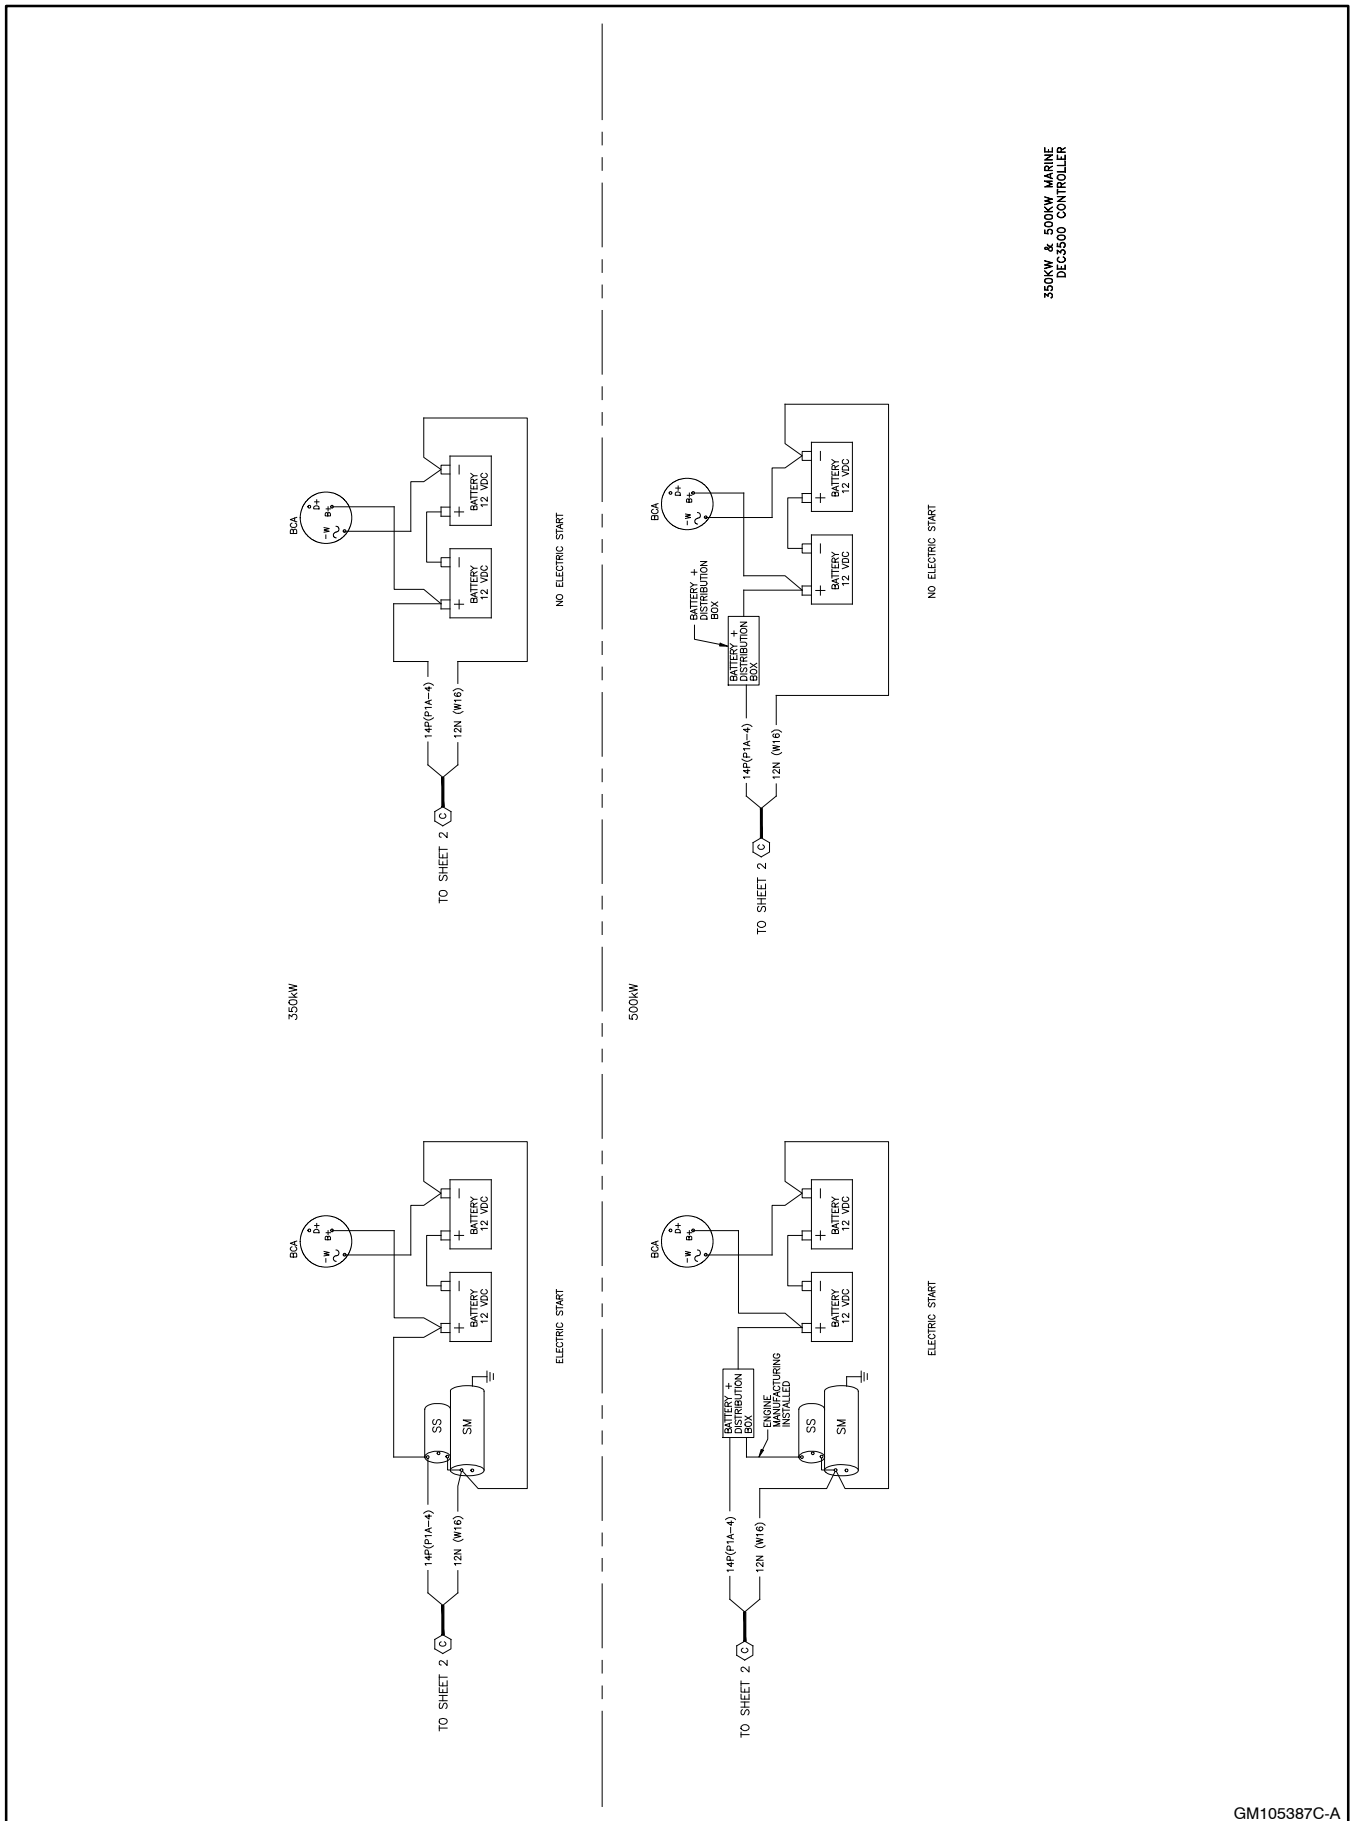 350KW & 500KW MARINE
DEC3500 CONTROLLER
350kW
BCA
D+
B+
-W
+
BATTERY
12 VDC
-
+
BATTERY
12 VDC
-
SS
SM
14P(P1A-4)
12N (W16)
TO SHEET 2
C
ELECTRIC START
BCA
D+
B+
-W
+
BATTERY
12 VDC
-
+
BATTERY
12 VDC
-
14P(P1A-4)
12N (W16)
TO SHEET 2
C
NO ELECTRIC START
500kW
BCA
D+
B+
-W
BATTERY +
DISTRIBUTION
BOX
ENGINE
MANUFACTURING
INSTALLED
+
BATTERY
12 VDC
-
+
BATTERY
12 VDC
-
SS
SM
14P(P1A-4)
12N (W16)
TO SHEET 2
C
ELECTRIC START
BCA
D+
B+
-W
BATTERY +
DISTRIBUTION
BOX
BATTERY +
DISTRIBUTION
BOX
+
BATTERY
12 VDC
-
+
BATTERY
12 VDC
-
14P(P1A-4)
12N (W16)
TO SHEET 2
C
NO ELECTRIC START
GM105387C-A